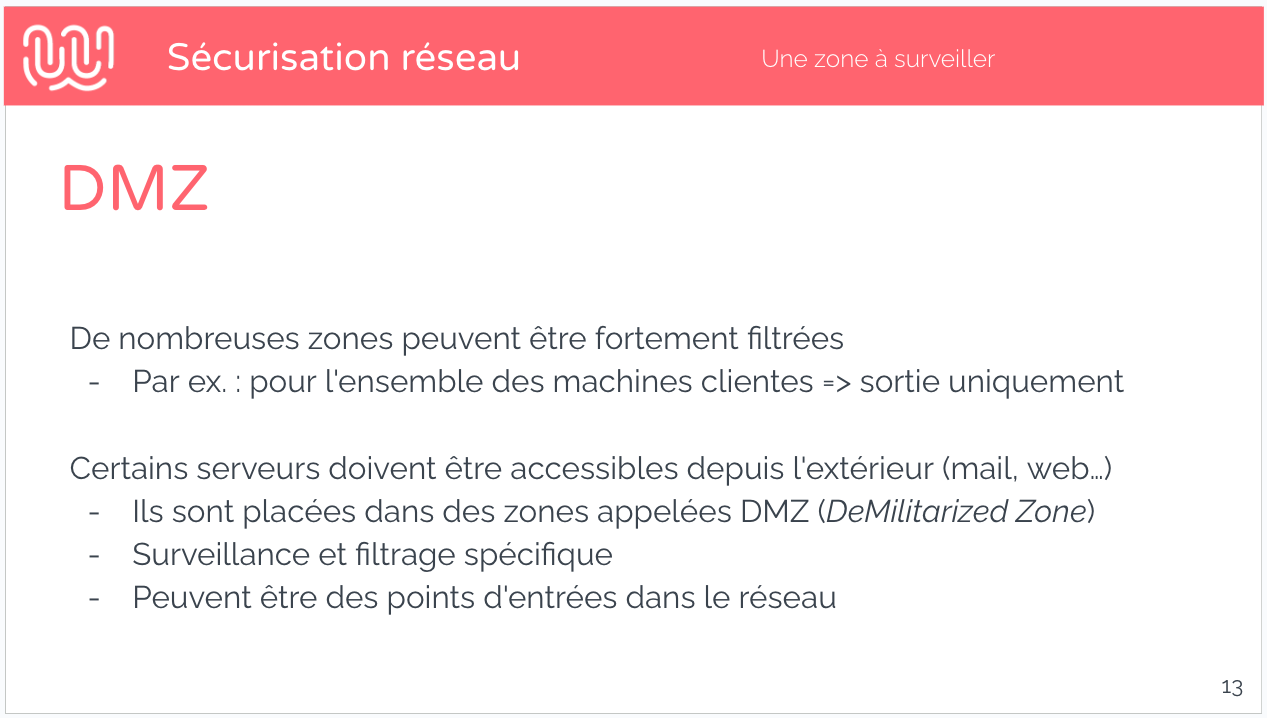 Sécurisation réseau
Une zone à surveiller
DMZ
De nombreuses zones peuvent être fortement filtrées
- Par ex. : pour l'ensemble des machines clientes => sortie uniquement
Certains serveurs doivent être accessibles depuis l'extérieur (mail, web…)
- Ils sont placées dans des zones appelées DMZ (DeMilitarized Zone)
- Surveillance et filtrage spécifique
- Peuvent être des points d'entrées dans le réseau
13